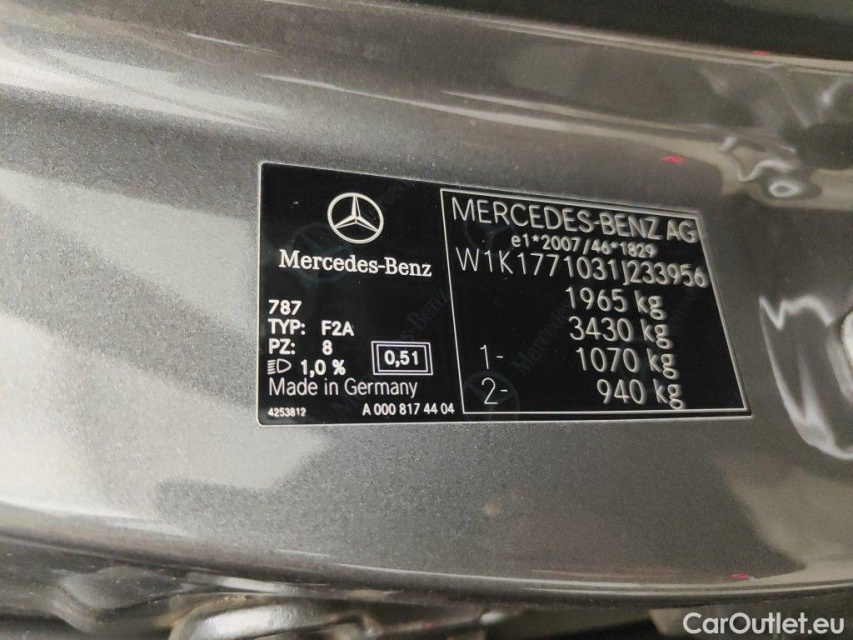 Mercedes-Benz
787
TYP: F2A
PZ: 8
1,0 %
0,51
Made in Germany
4253812
A 000 817 44 04
MERCEDES-BENZ AG
e1*2007/46*1829
W1K1771031J233956
1965 kg
3430 kg
1- 1070 kg
2- 940 kg
CarOutlet.eu